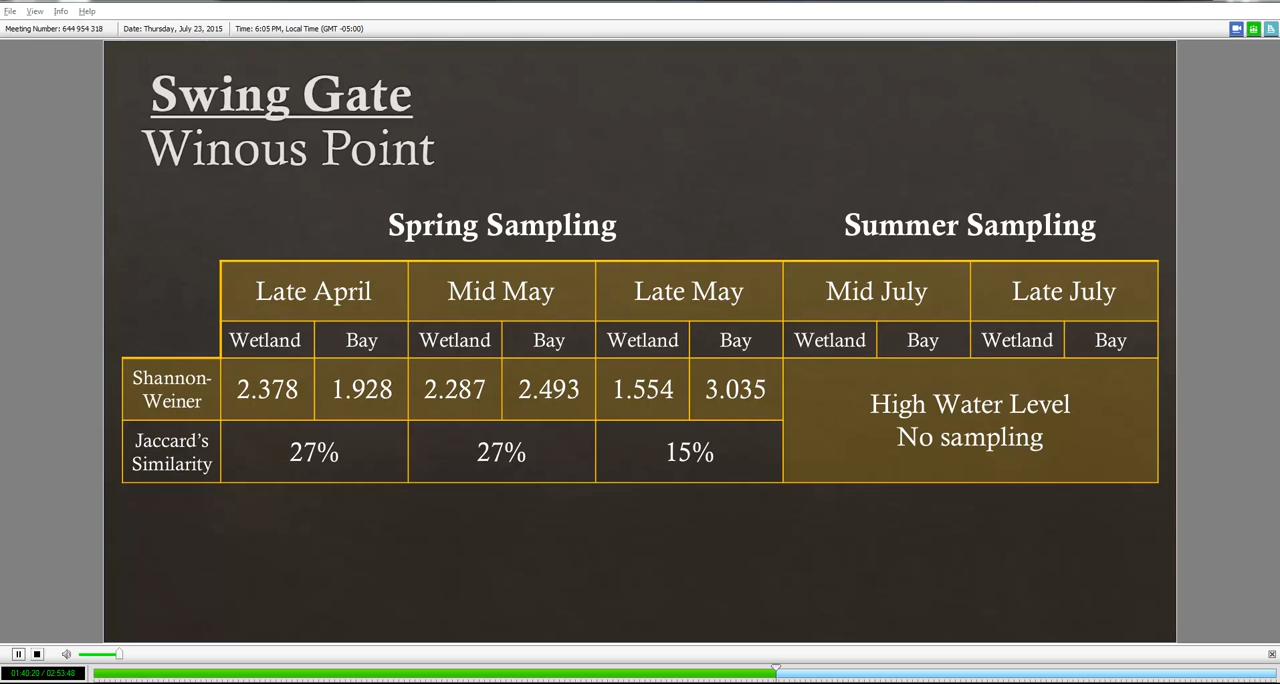 File View Info Help
Meeting Number: 644 954 318 Date: Thursday, July 23, 2015 Time: 6:05 PM, Local Time (GMT -05:00)
Swing Gate
Winous Point
Spring Sampling Summer Sampling
Late April Mid May Late May Mid July Late July
Wetland Bay Wetland Bay Wetland Bay Wetland Bay Wetland Bay
Shannon-
Weiner
2.378 1.928 2.287 2.493 1.554 3.035
High Water Level
No sampling
Jaccard's
Similarity
27% 27% 15%
01:40:20 / 02:53:48